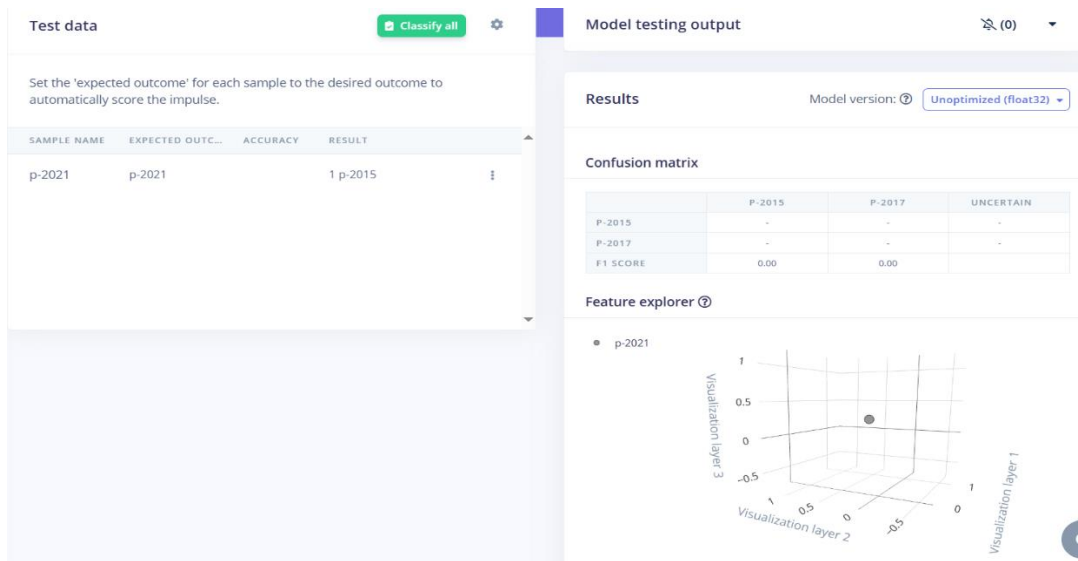 Test data
Classify all
Set the 'expected outcome' for each sample to the desired outcome to
automatically score the impulse.
SAMPLE NAME EXPECTED OUTC... ACCURACY RESULT
p-2021 p-2021 1 p-2015
Model testing output
(0)
Results
Model version: Unoptimized (float32)
Confusion matrix
P-2015 P-2017 UNCERTAIN
P-2015 - - -
P-2017 - - -
F1 SCORE 0.00 0.00
Feature explorer
p-2021
Visualization layer 3
1
0.5
0
-0.5
Visualization layer 2
1
0.5
0
-0.5
Visualization layer 1
1
0